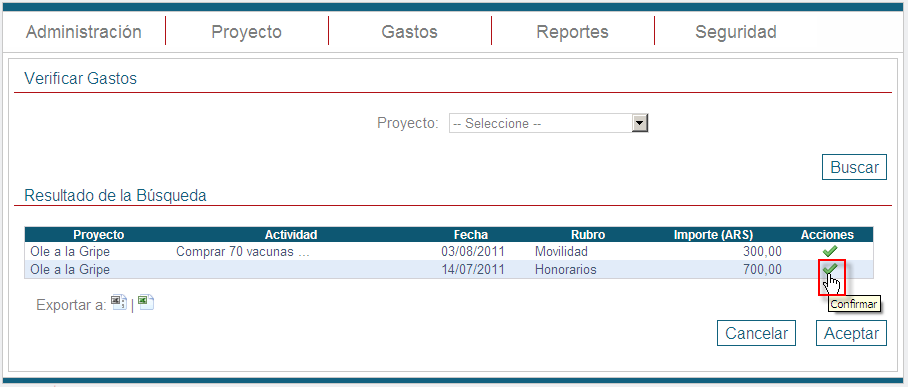 Administración Proyecto Gastos Reportes Seguridad
Verificar Gastos
Proyecto: -- Seleccione --
Buscar
Resultado de la Búsqueda
Proyecto Actividad Fecha Rubro Importe (ARS) Acciones
Ole a la Gripe Comprar 70 vacunas ... 03/08/2011 Movilidad 300,00
Ole a la Gripe 14/07/2011 Honorarios 700,00
Exportar a: |
Confirmar
Cancelar Aceptar